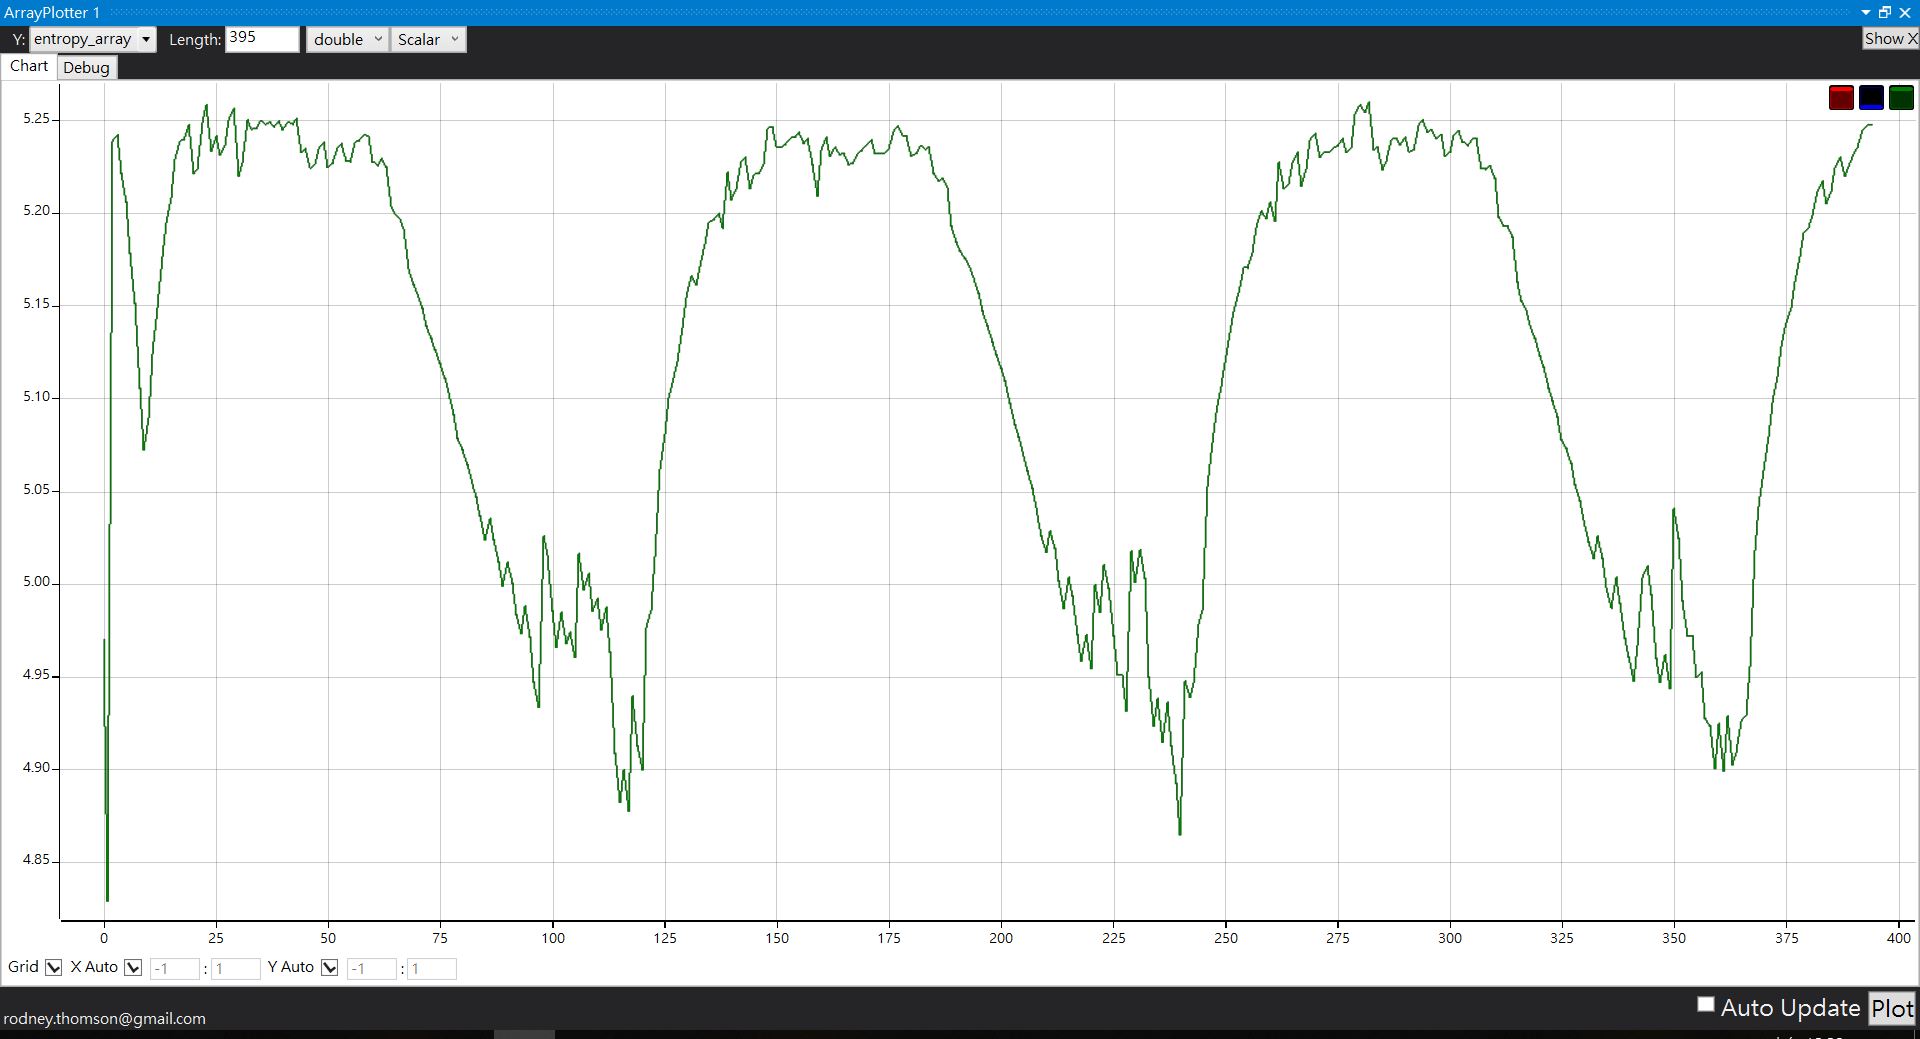 ArrayPlotter 1
Y: entropy_array Length: 395 double Scalar Show X
Chart Debug
5.25
5.20
5.15
5.10
5.05
5.00
4.95
4.90
4.85
0 25 50 75 100 125 150 175 200 225 250 275 300 325 350 375 400
Grid X Auto -1 : 1 Y Auto -1 : 1
Auto Update Plot
rodney.thomson@gmail.com